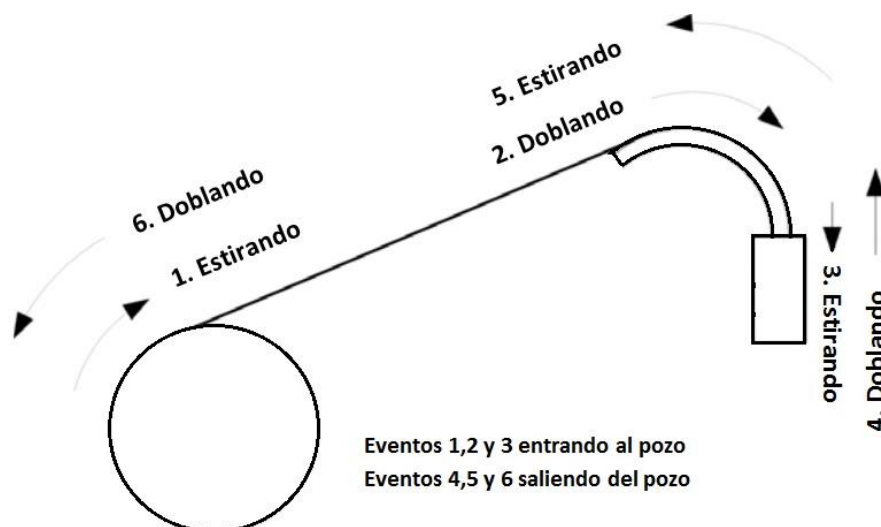 5. Estirando
2. Doblando
6. Doblando
1. Estirando
3. Estirando
4. Doblando
Eventos 1,2 y 3 entrando al pozo
Eventos 4,5 y 6 saliendo del pozo